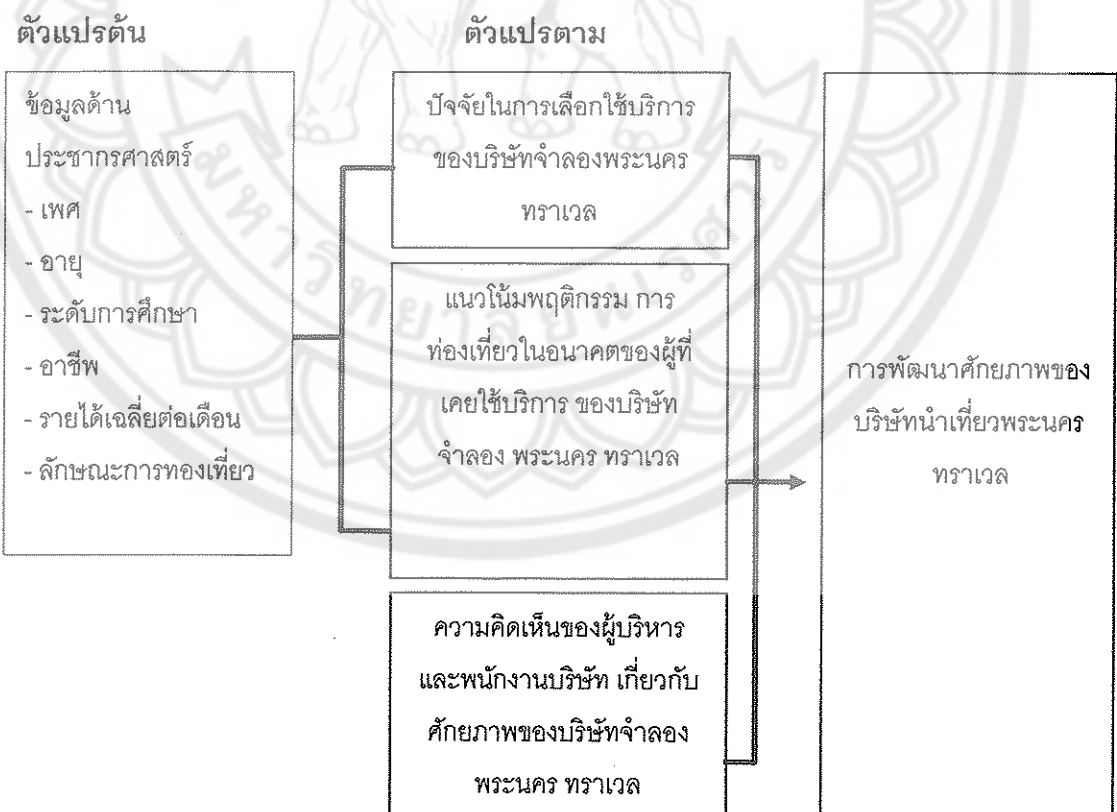 ตัวแปรต้น
ตัวแปรตาม
ข้อมูลด้าน
ประชากรศาสตร์
- เพศ
- อายุ
- ระดับการศึกษา
- อาชีพ
- รายได้เฉลี่ยต่อเดือน
- ลักษณะการทองเที่ยว
ปัจจัยในการเลือกใช้บริการ
ของบริษัทจำลองพระนคร
ทราเวล
แนวโน้มพฤติกรรม การ
ท่องเที่ยวในอนาคตของผู้ที่
เคยใช้บริการ ของบริษัท
จำลอง พระนคร ทราเวล
ความคิดเห็นของผู้บริหาร
และพนักงานบริษัท เกี่ยวกับ
ศักยภาพของบริษัทจำลอง
พระนคร ทราเวล
การพัฒนาศักยภาพของ
บริษัทนำเที่ยวพระนคร
ทราเวล
มหาวิทยาลัยนเรศวร